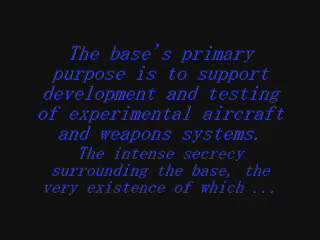 The base's primary
purpose is to support
development and testing
of experimental aircraft
and weapons systems.
The intense secrecy
surrounding the base, the
very existence of which ...